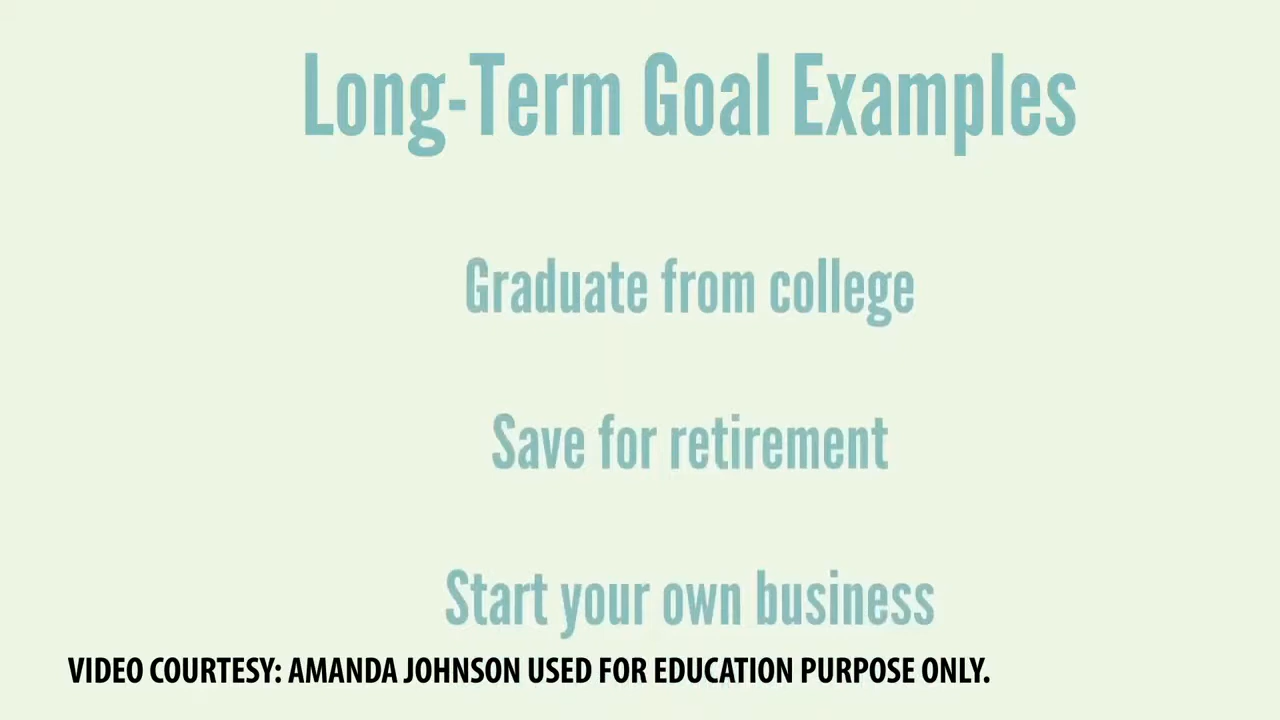 Long-Term Goal Examples
Graduate from college
Save for retirement
Start your own business
VIDEO COURTESY: AMANDA JOHNSON USED FOR EDUCATION PURPOSE ONLY.